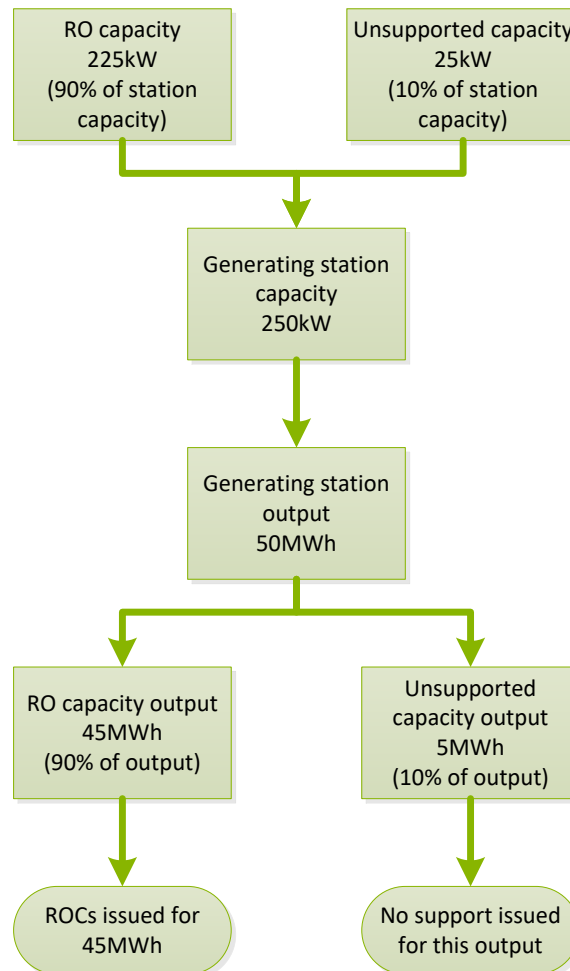 RO capacity
225kW
(90% of station
capacity)
Unsupported capacity
25kW
(10% of station
capacity)
Generating station
capacity
250kW
Generating station
output
50MWh
RO capacity output
45MWh
(90% of output)
Unsupported
capacity output
5MWh
(10% of output)
ROCs issued for
45MWh
No support issued
for this output